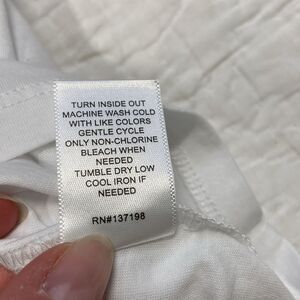 TURN INSIDE OUT
MACHINE WASH COLD
WITH LIKE COLORS
GENTLE CYCLE
ONLY NON-CHLORINE
BLEACH WHEN
NEEDED
TUMBLE DRY LOW
COOL IRON IF
NEEDED
RN#137198